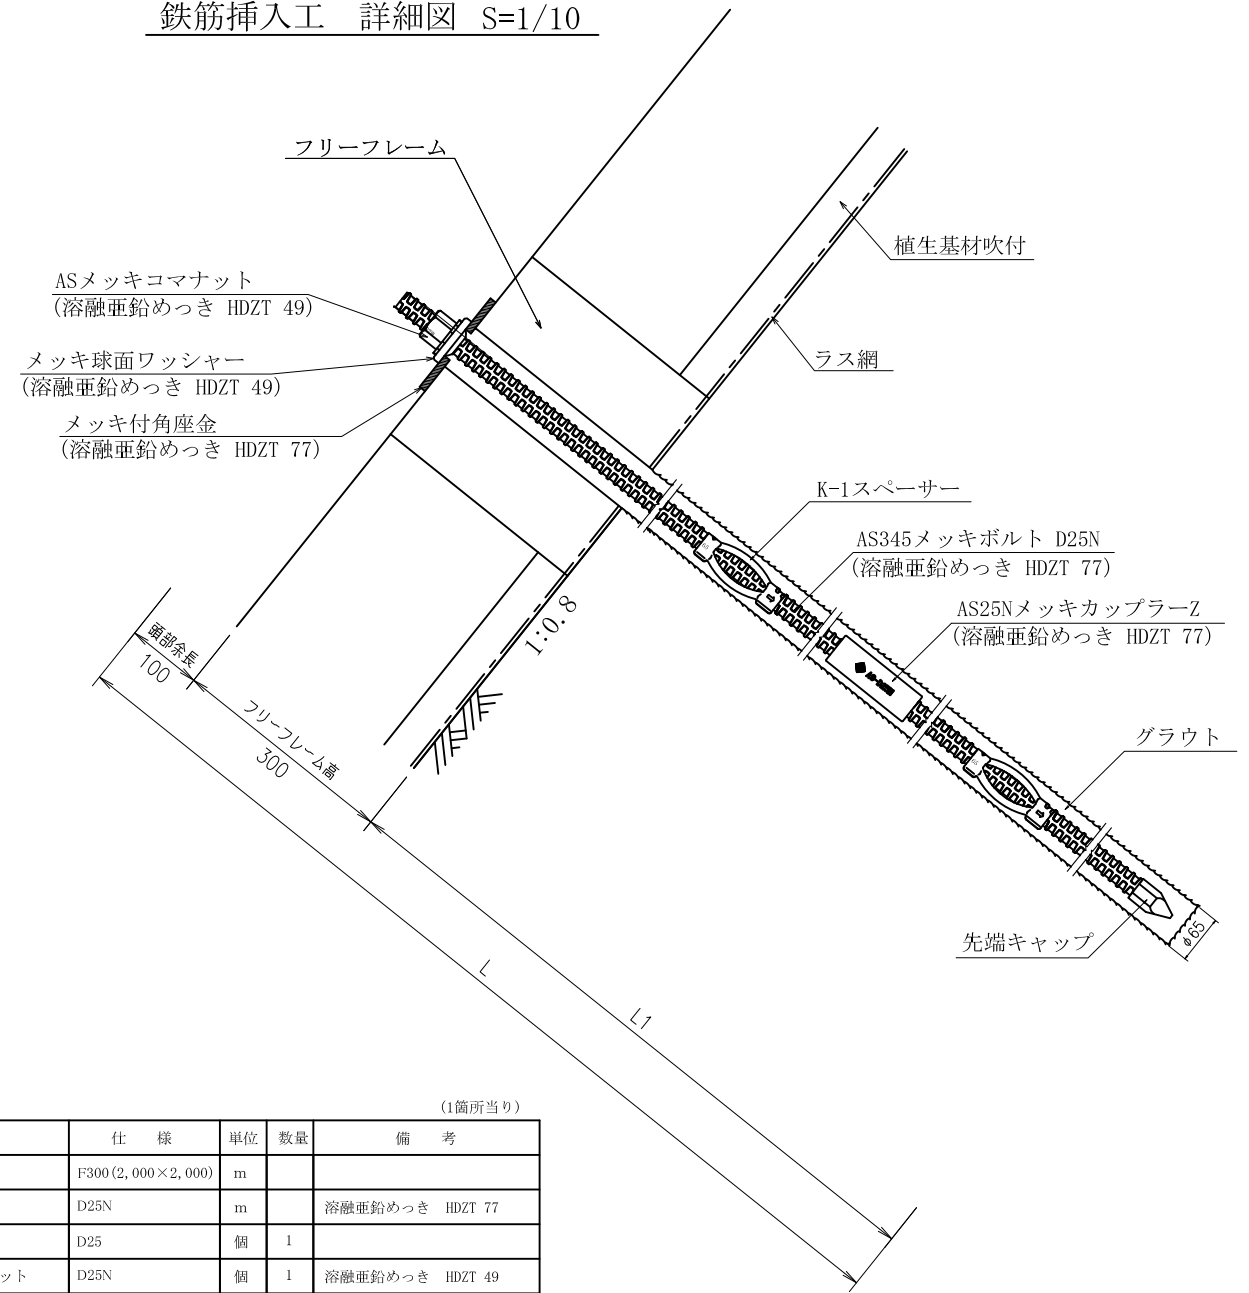 鉄筋挿入工　詳細図 S=1/10
フリーフレーム
植生基材吹付
ASメッキコマナット
(溶融亜鉛めっき HDZT 49)
メッキ球面ワッシャー
(溶融亜鉛めっき HDZT 49)
ラス網
メッキ付角座金
(溶融亜鉛めっき HDZT 77)
K-1スペーサー
AS345メッキボルト D25N
(溶融亜鉛めっき HDZT 77)
AS25NメッキカップラーZ
(溶融亜鉛めっき HDZT 77)
1:0.8
頭部余長
100
フリーフレーム高
300
グラウト
先端キャップ
φ65
L
L1
(1箇所当り)
仕　様 単位 数量 備　考
F300(2,000×2,000) m
D25N m 溶融亜鉛めっき HDZT 77
D25 個 1
ット D25N 個 1 溶融亜鉛めっき HDZT 49